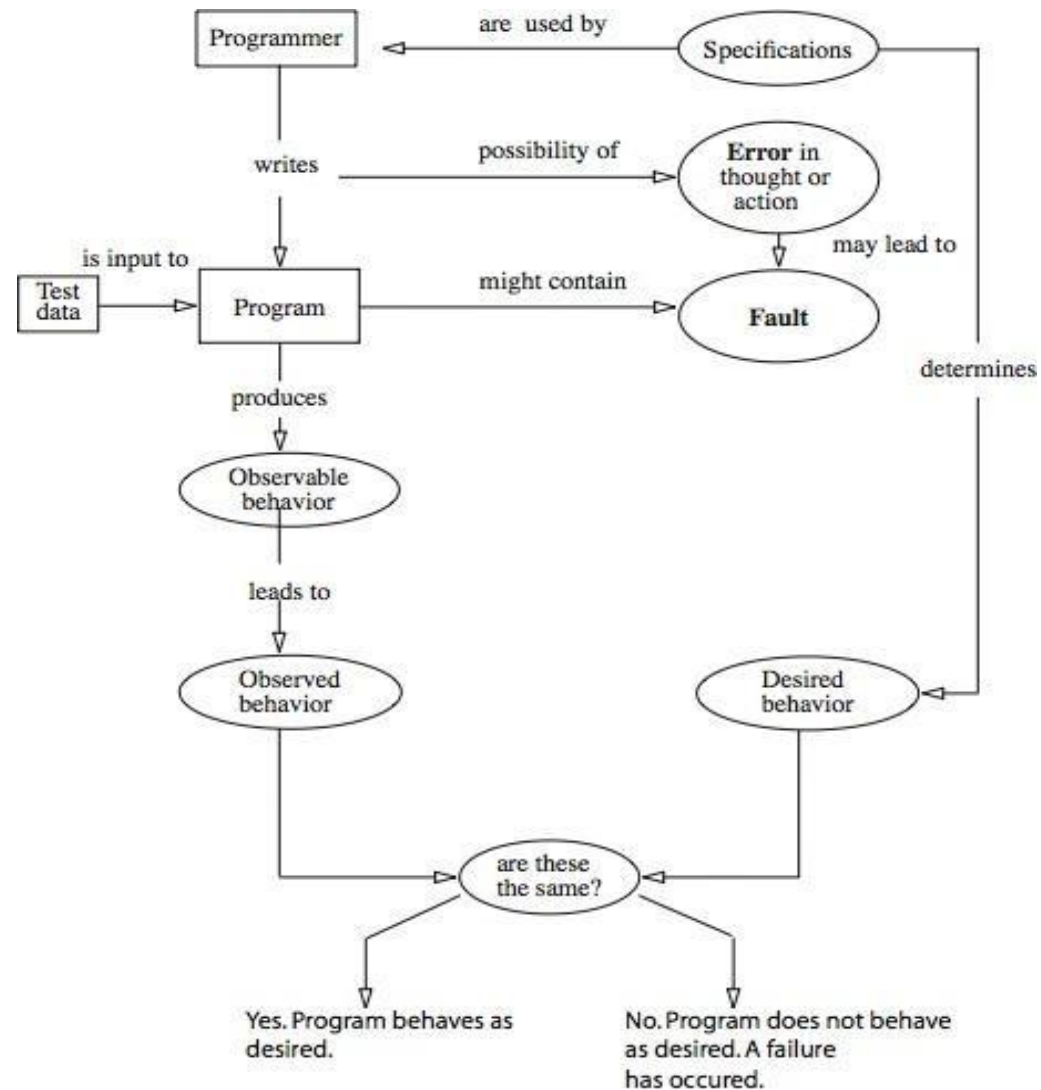 are used by
Programmer
Specifications
possibility of
Error in
thought or
action
writes
may lead to
is input to
might contain
Test
data
Program
Fault
determines
produces
Observable
behavior
leads to
Observed
behavior
Desired
behavior
are these
the same?
Yes. Program behaves as
desired.
No. Program does not behave
as desired. A failure
has occured.